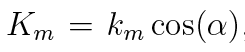 K_m = k_m cos(α),